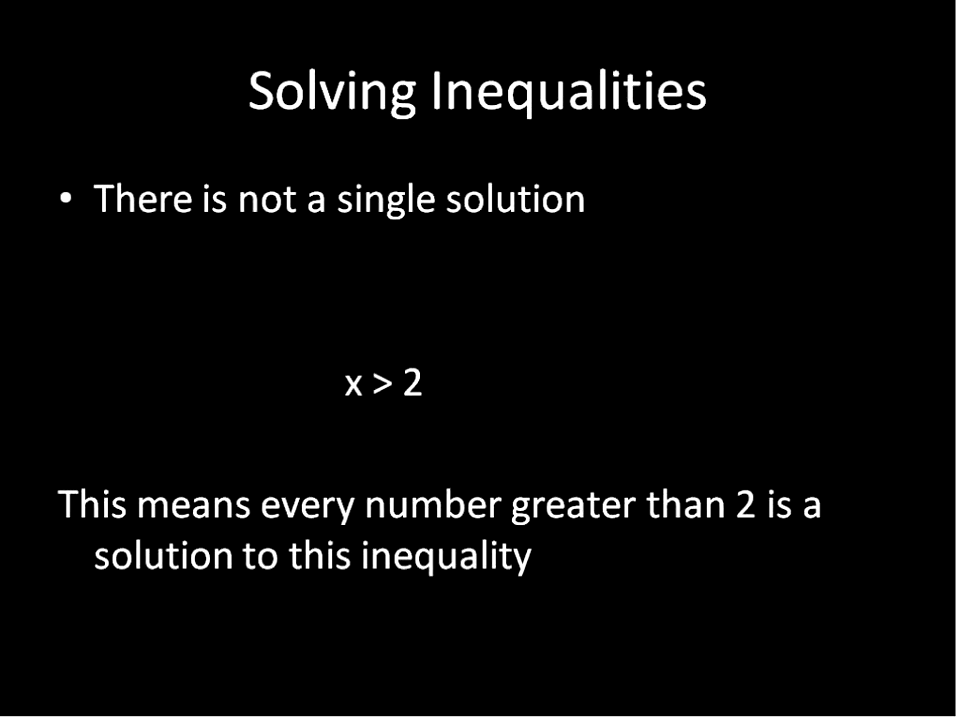 Solving Inequalities
• There is not a single solution
x > 2
This means every number greater than 2 is a
solution to this inequality